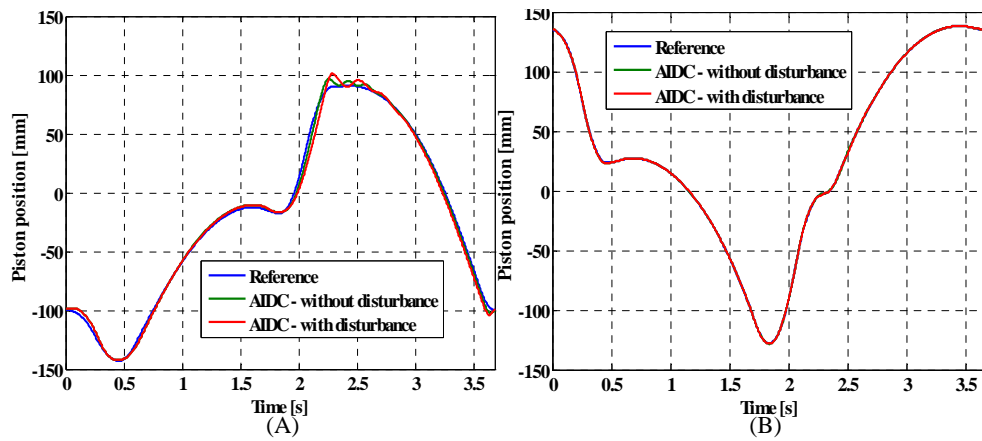 150
100
50
0
-50
-100
-150
Piston position [mm]
Reference
AIDC - without disturbance
AIDC - with disturbance
0 0.5 1 1.5 2 2.5 3 3.5
Time [s]
(A)
150
100
50
0
-50
-100
-150
Piston position [mm]
Reference
AIDC - without disturbance
AIDC - with disturbance
0 0.5 1 1.5 2 2.5 3 3.5
Time [s]
(B)